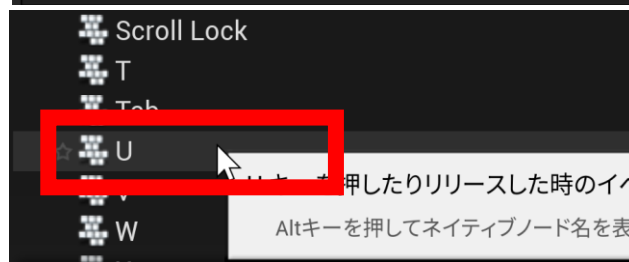 Scroll Lock
T
Tab
U
Uキーを押したりリリースした時のイベ
W
Altキーを押してネイティブノード名を表